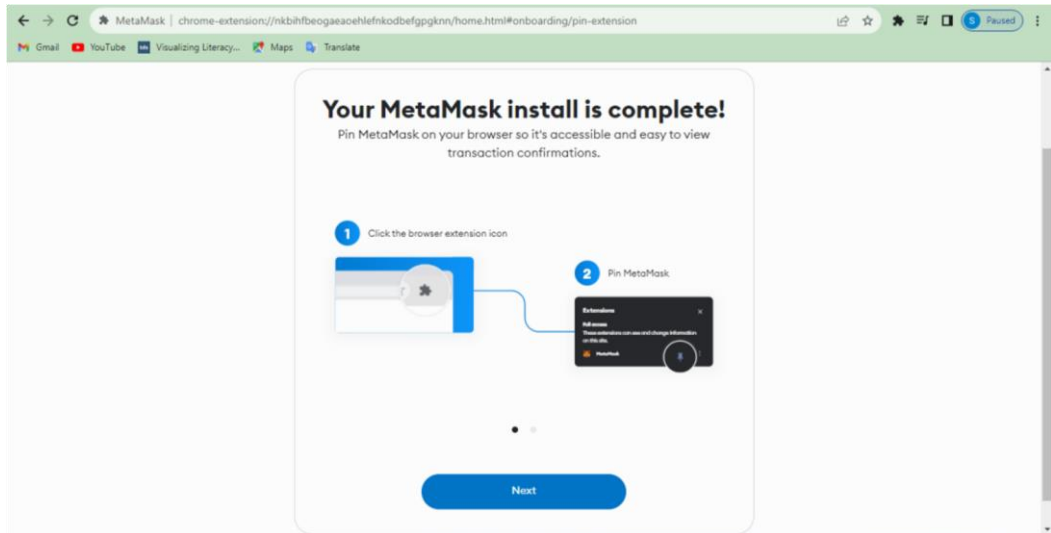 MetaMask | chrome-extension://nkbihfbeogaeaoehlefnkodbefgpgknn/home.html#onboarding/pin-extension
S Paused
Gmail YouTube Visualizing Literacy... Maps Translate
Your MetaMask install is complete!
Pin MetaMask on your browser so it's accessible and easy to view
transaction confirmations.
1 Click the browser extension icon
2 Pin MetaMask
Extensions
Full access
These extensions can see and change information
on this site.
MetaMask
Next